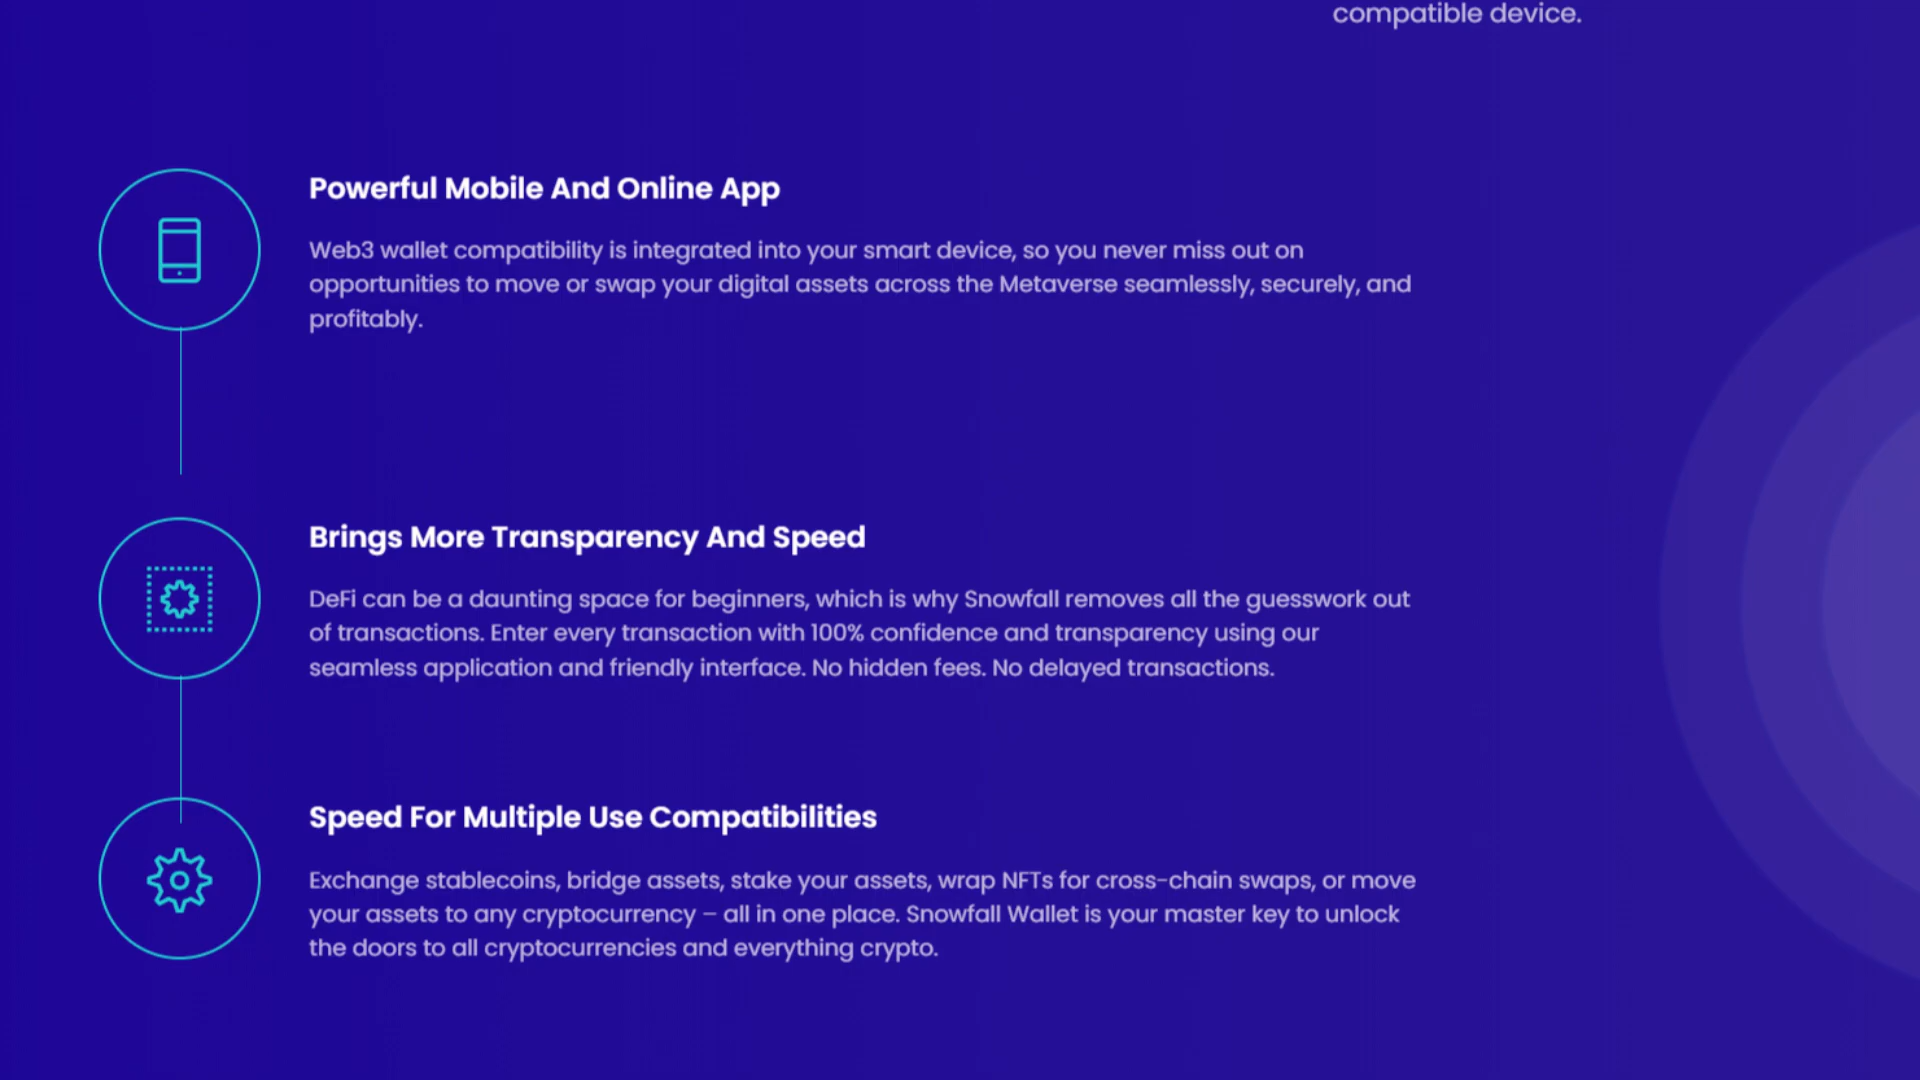 compatible device.
Powerful Mobile And Online App
Web3 wallet compatibility is integrated into your smart device, so you never miss out on
opportunities to move or swap your digital assets across the Metaverse seamlessly, securely, and
profitably.
Brings More Transparency And Speed
DeFi can be a daunting space for beginners, which is why Snowfall removes all the guesswork out
of transactions. Enter every transaction with 100% confidence and transparency using our
seamless application and friendly interface. No hidden fees. No delayed transactions.
Speed For Multiple Use Compatibilities
Exchange stablecoins, bridge assets, stake your assets, wrap NFTs for cross-chain swaps, or move
your assets to any cryptocurrency – all in one place. Snowfall Wallet is your master key to unlock
the doors to all cryptocurrencies and everything crypto.